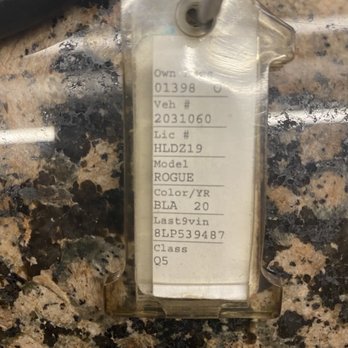 Own
01398 O
Veh #
2031060
Lic #
HLDZ19
Model
ROGUE
Color/YR
BLA 20
Last9vin
8LP539487
Class
Q5